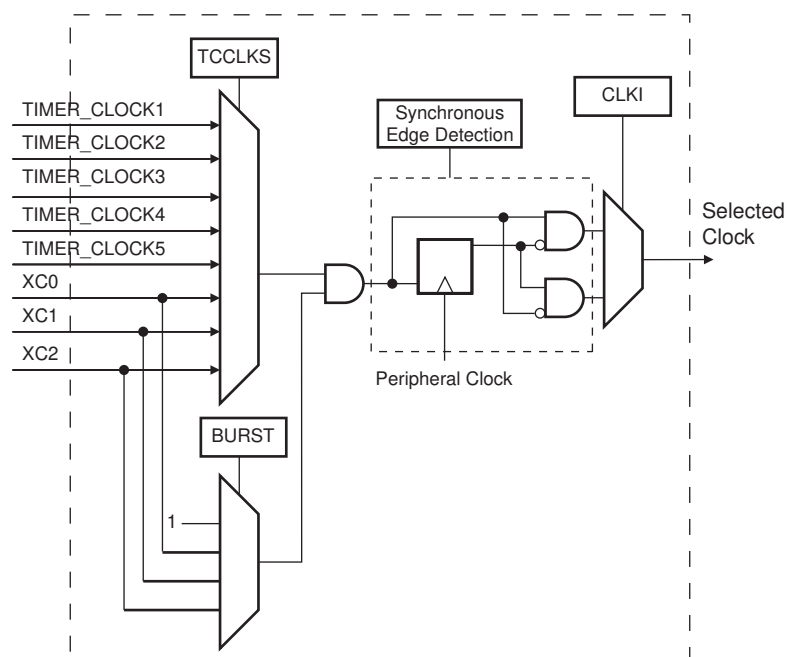 TCCLKS
CLKI
TIMER_CLOCK1
Synchronous
Edge Detection
TIMER_CLOCK2
TIMER_CLOCK3
TIMER_CLOCK4
Selected
Clock
TIMER_CLOCK5
XC0
XC1
XC2
Peripheral Clock
BURST
1